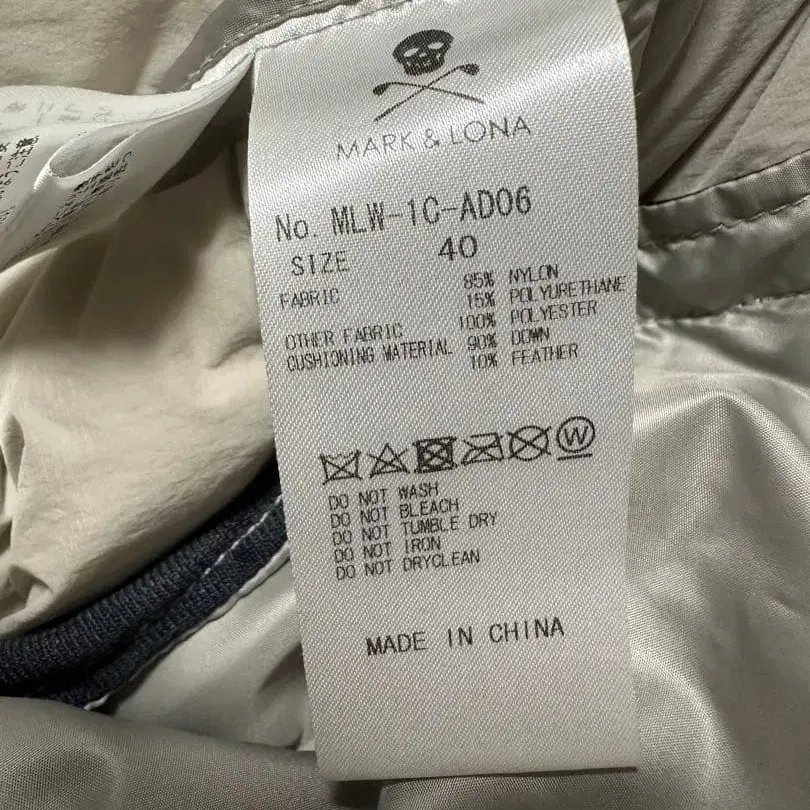 MARK & LONA
No. MLW-1C-AD06
SIZE 40
FABRIC 85% NYLON
15% POLYURETHANE
OTHER FABRIC 100% POLYESTER
CUSHIONING MATERIAL 90% DOWN
10% FEATHER
W
DO NOT WASH
DO NOT BLEACH
DO NOT TUMBLE DRY
DO NOT IRON
DO NOT DRYCLEAN
MADE IN CHINA